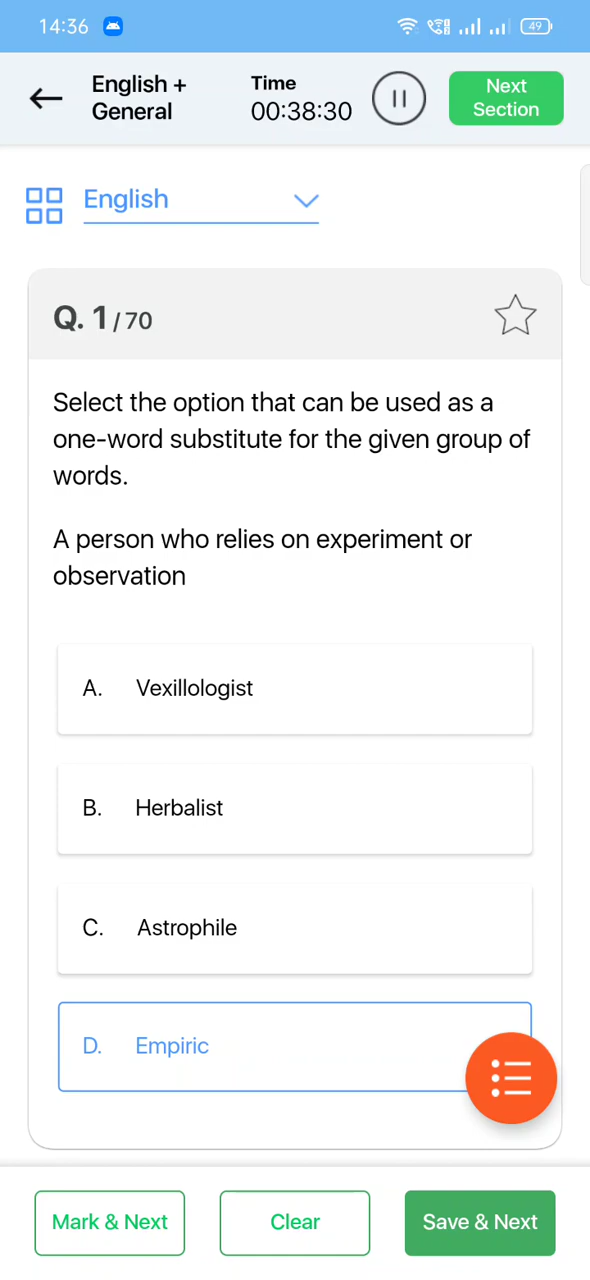 14:36
49
English +
General
Time
00:38:30
Next
Section
English
Q. 1/70
Select the option that can be used as a
one-word substitute for the given group of
words.
A person who relies on experiment or
observation
A. Vexillologist
B. Herbalist
C. Astrophile
D. Empiric
Mark & Next
Clear
Save & Next